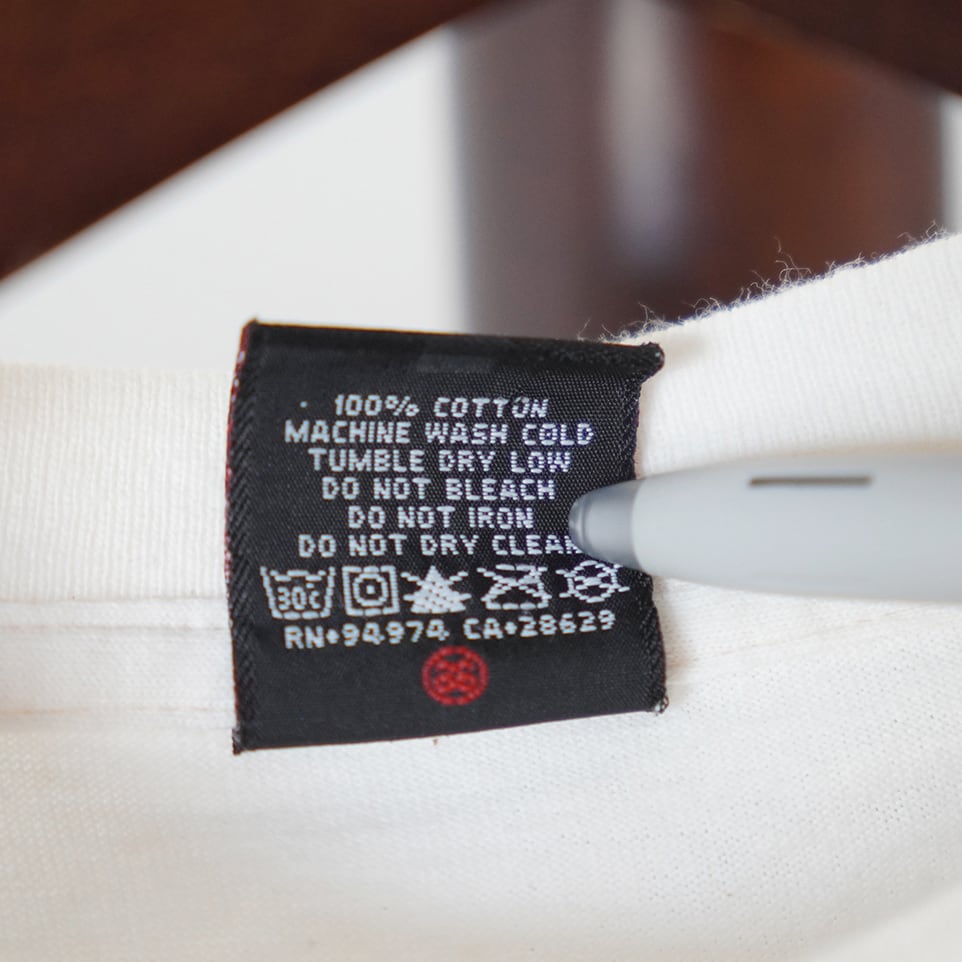 100% COTTON
MACHINE WASH COLD
TUMBLE DRY LOW
DO NOT BLEACH
DO NOT IRON
DO NOT DRY CLEAN
30c
RN•94974 CA•28629